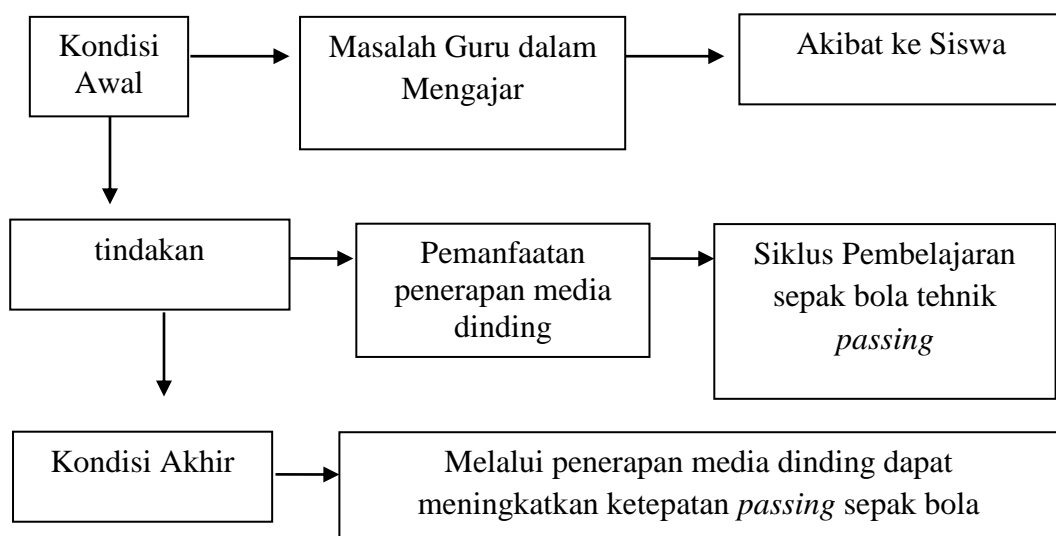 Kondisi
Awal
Masalah Guru dalam
Mengajar
Akibat ke Siswa
tindakan
Pemanfaatan
penerapan media
dinding
Siklus Pembelajaran
sepak bola tehnik
passing
Kondisi Akhir
Melalui penerapan media dinding dapat
meningkatkan ketepatan passing sepak bola